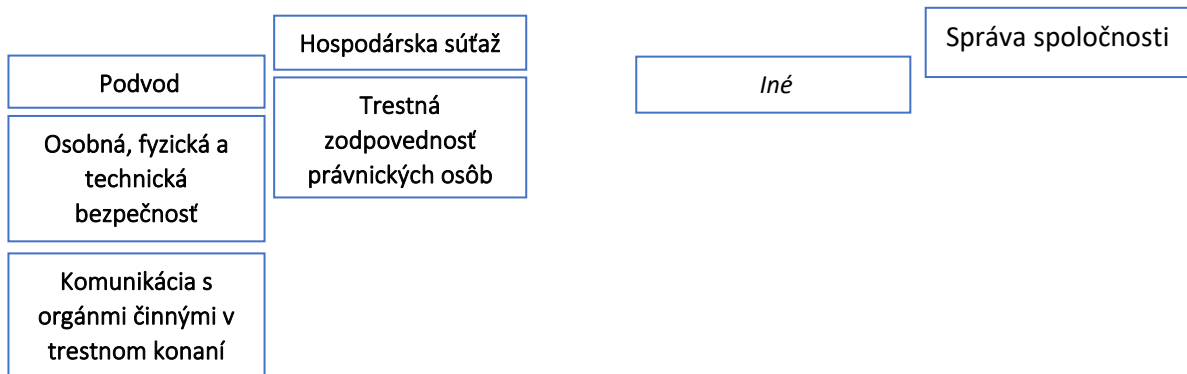 Podvod
Osobná, fyzická a
technická
bezpečnosť
Komunikácia s
orgánmi činnými v
trestnom konaní
Hospodárska súťaž
Trestná
zodpovednosť
právnických osôb
Iné
Správa spoločnosti